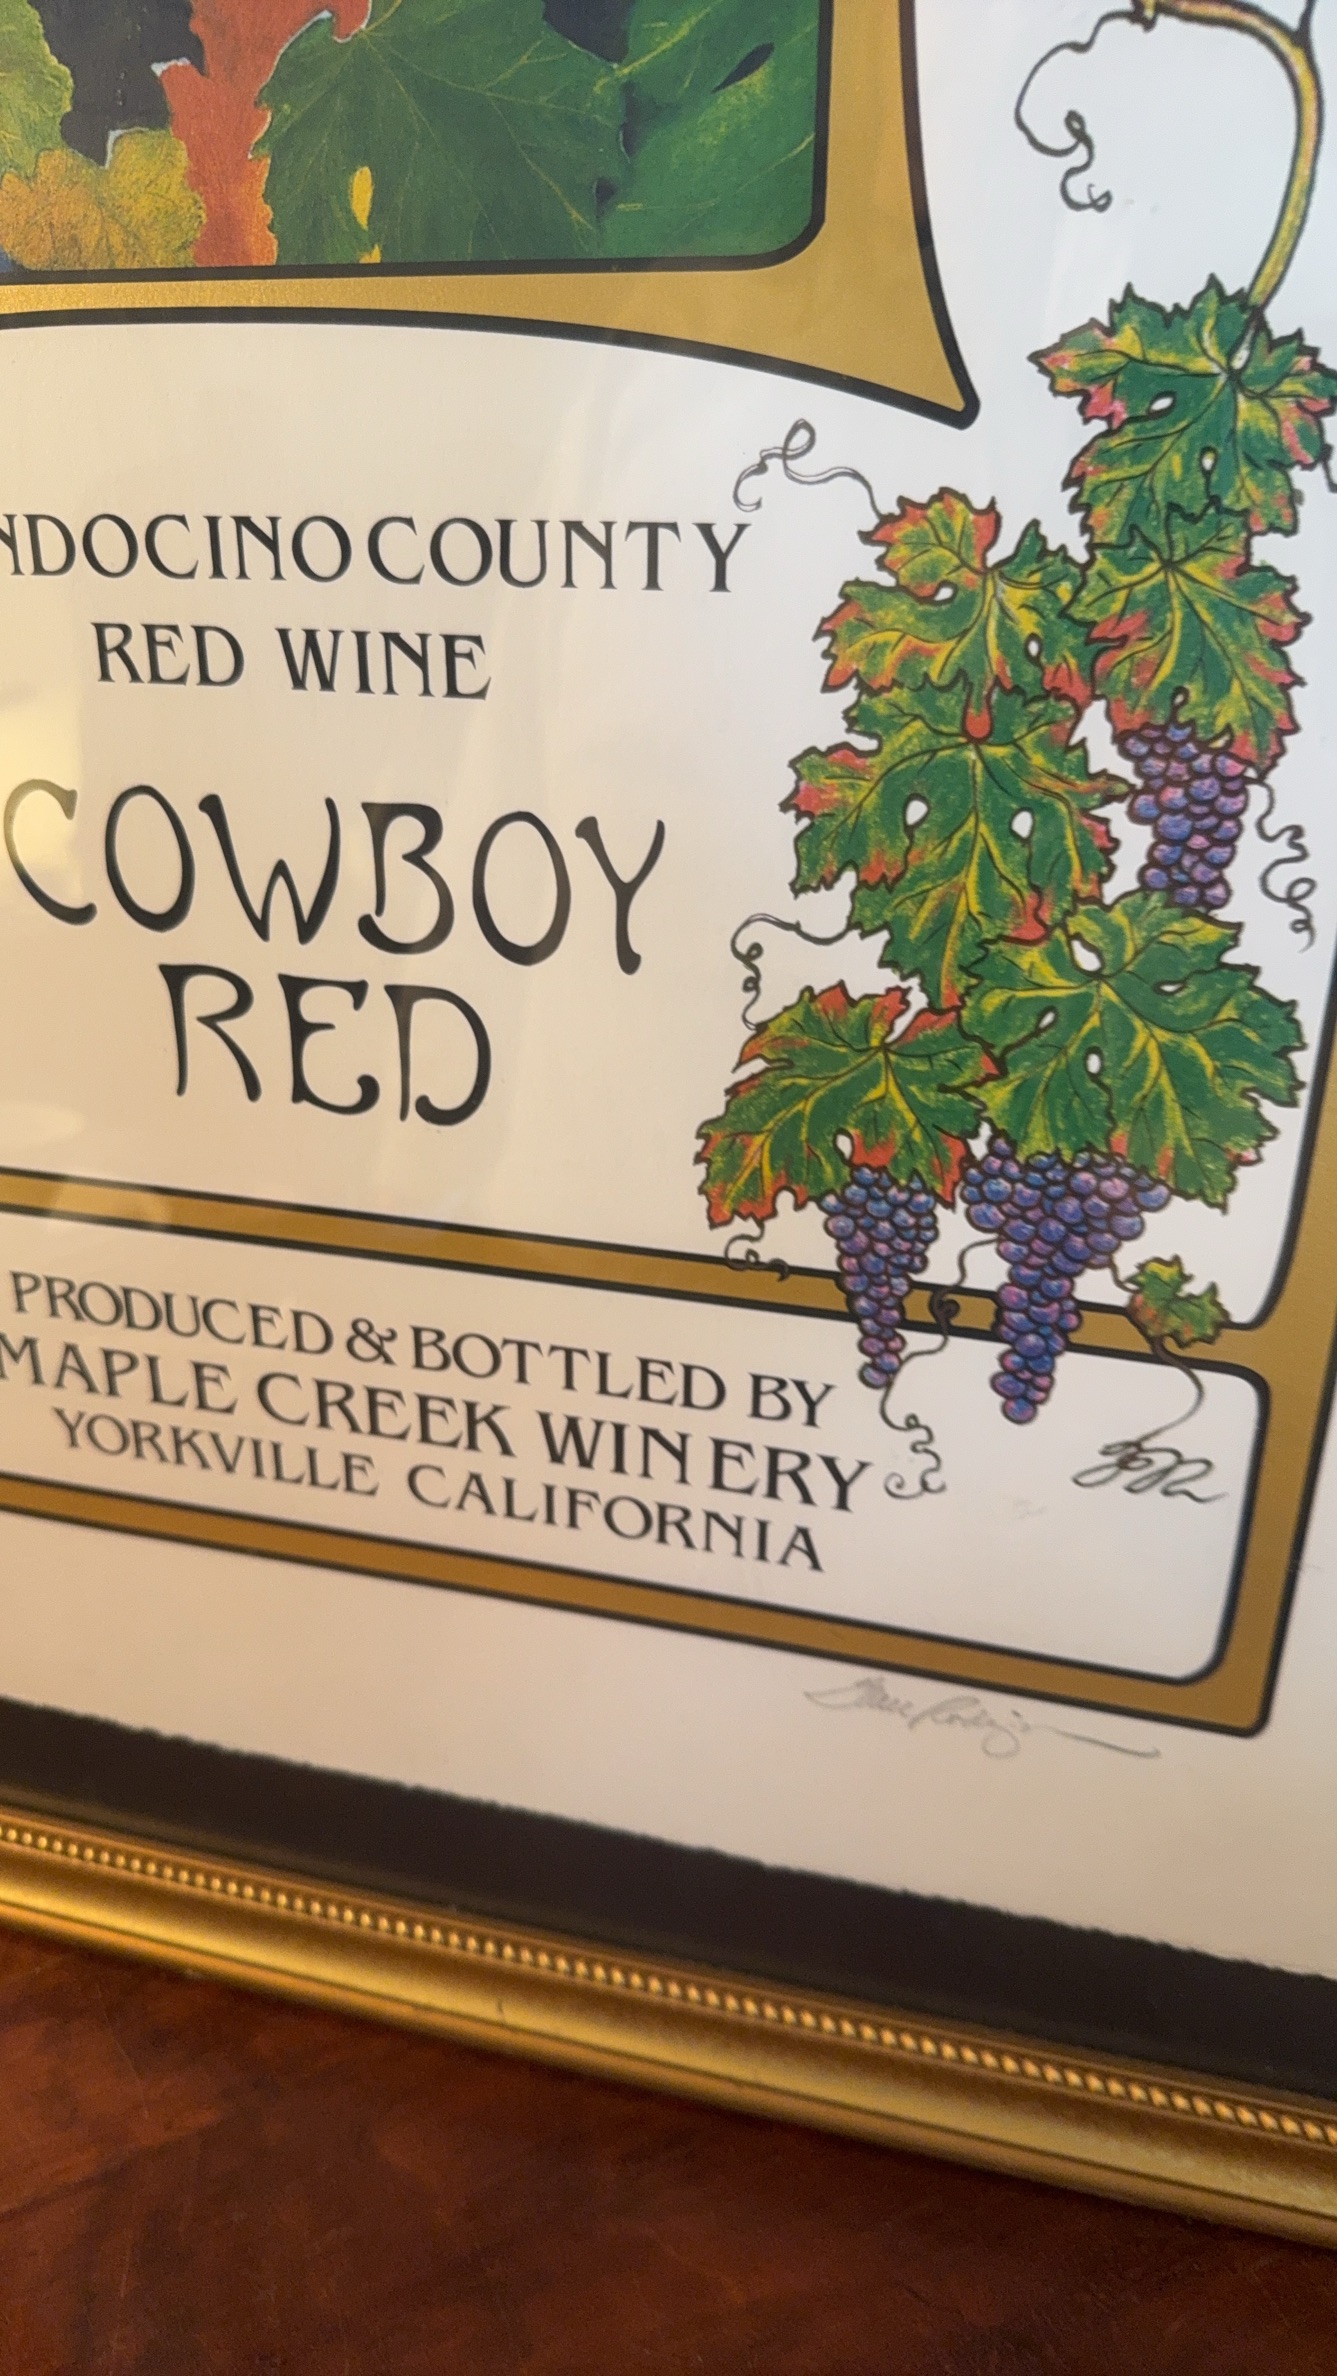 NDOCINO COUNTY
RED WINE
COWBOY
RED
PRODUCED & BOTTLED BY
MAPLE CREEK WINERY
YORKVILLE CALIFORNIA